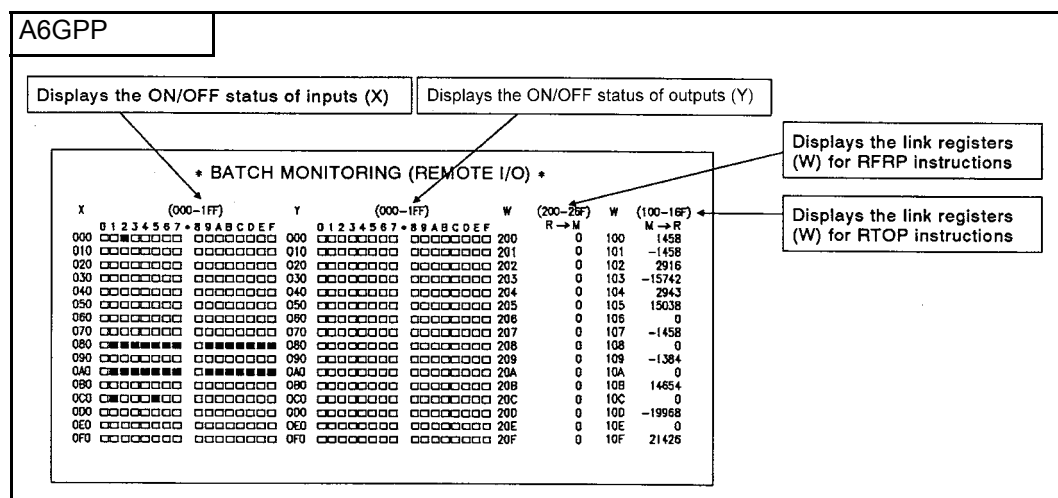 A6GPP
Displays the ON/OFF status of inputs (X)
Displays the ON/OFF status of outputs (Y)
Displays the link registers
(W) for RFRP instructions
Displays the link registers
(W) for RTOP instructions
* BATCH MONITORING (REMOTE I/O) *
X (000-1FF) Y (000-1FF) W (200-26F) W (100-16F)
0 1 2 3 4 5 6 7 • 8 9 A B C D E F 0 1 2 3 4 5 6 7 • 8 9 A B C D E F R → M M → R
000 000 200 0 100 1458
010 010 201 0 101 -1458
020 020 202 0 102 2916
030 030 203 0 103 -15742
040 040 204 0 104 2943
050 050 205 0 105 15038
060 060 206 0 106 0
070 070 207 0 107 -1458
080 080 208 0 108 0
090 090 209 0 109 -1384
0A0 0A0 20A 0 10A 0
0B0 0B0 20B 0 10B 14654
0C0 0C0 20C 0 10C 0
0D0 0D0 20D 0 10D -19968
0E0 0E0 20E 0 10E 0
0F0 0F0 20F 0 10F 21426